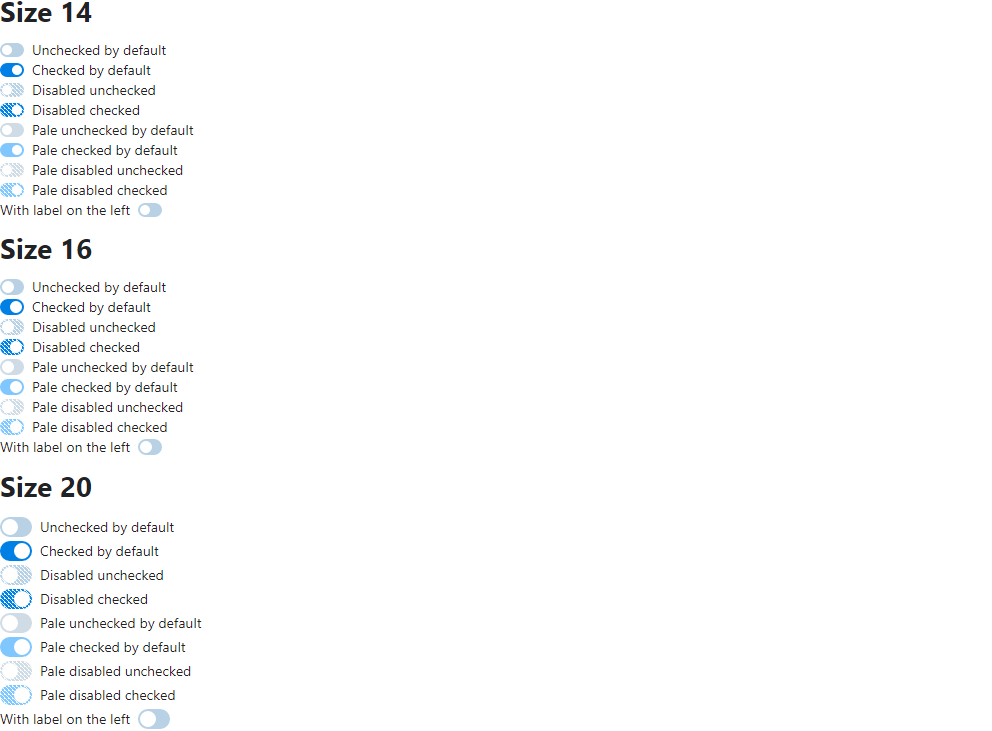 Size 14
Unchecked by default
Checked by default
Disabled unchecked
Disabled checked
Pale unchecked by default
Pale checked by default
Pale disabled unchecked
Pale disabled checked
With label on the left
Size 16
Unchecked by default
Checked by default
Disabled unchecked
Disabled checked
Pale unchecked by default
Pale checked by default
Pale disabled unchecked
Pale disabled checked
With label on the left
Size 20
Unchecked by default
Checked by default
Disabled unchecked
Disabled checked
Pale unchecked by default
Pale checked by default
Pale disabled unchecked
Pale disabled checked
With label on the left